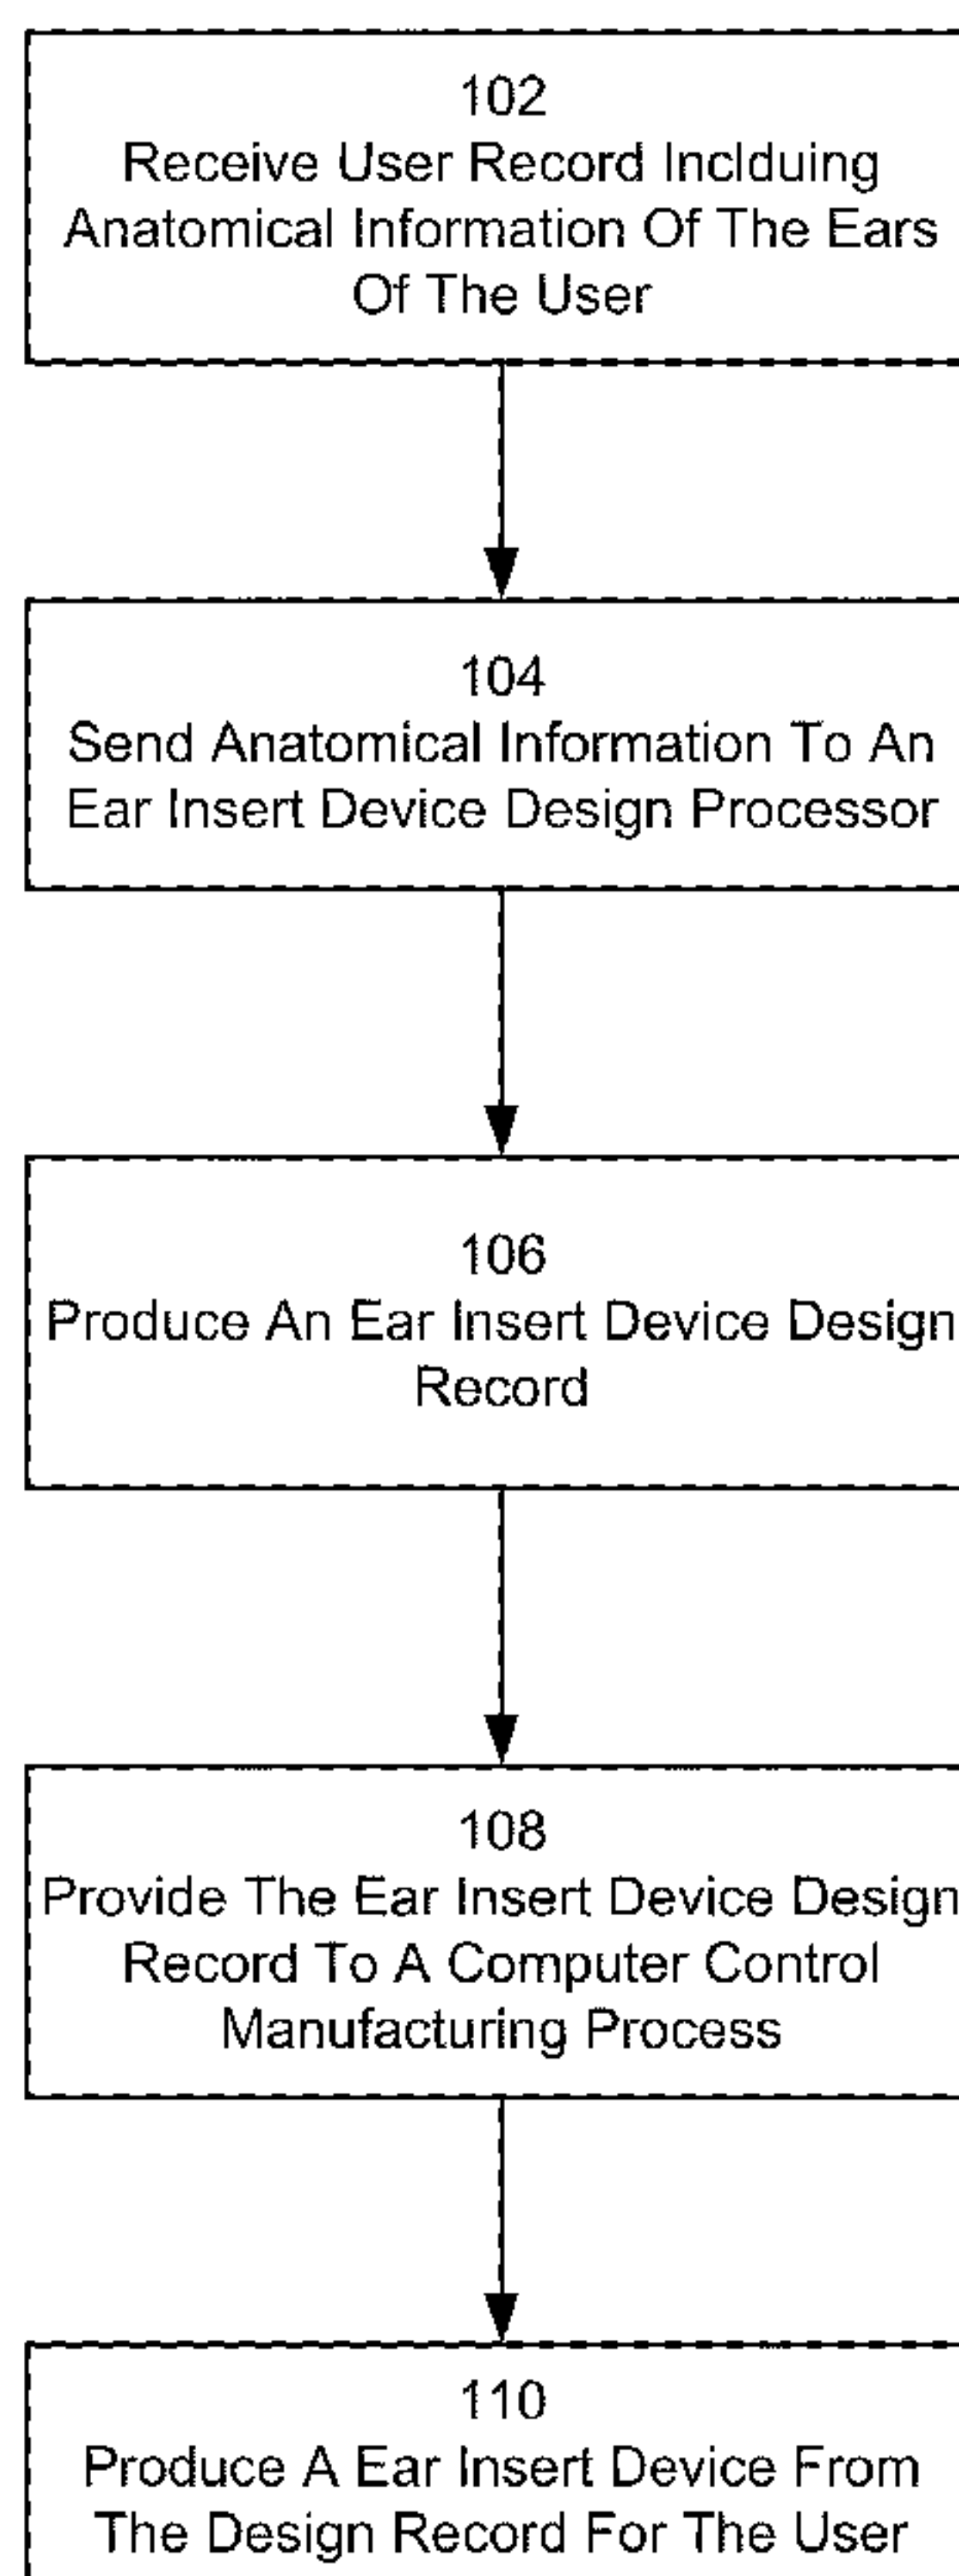 102
Receive User Record Inclduing
Anatomical Information Of The Ears
Of The User
104
Send Anatomical Information To An
Ear Insert Device Design Processor
106
Produce An Ear Insert Device Design
Record
108
Provide The Ear Insert Device Design
Record To A Computer Control
Manufacturing Process
110
Produce A Ear Insert Device From
The Design Record For The User